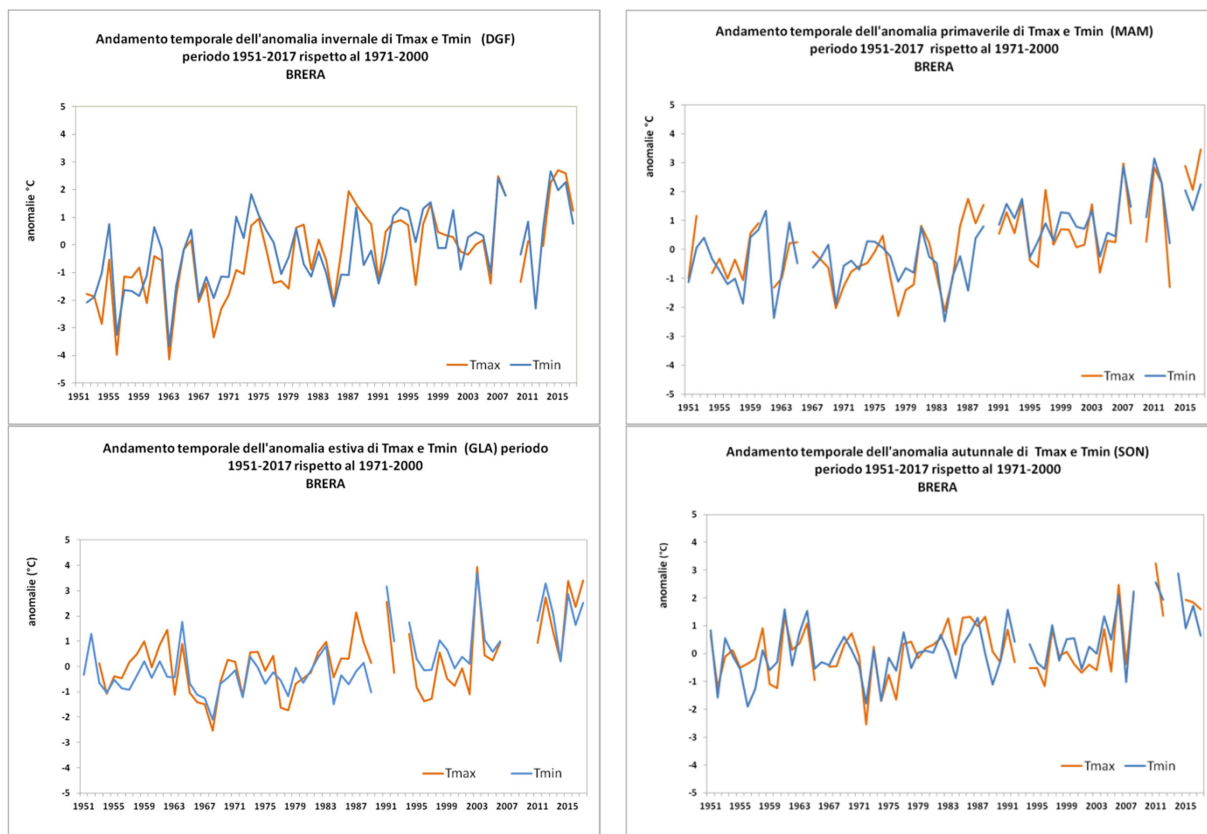 Andamento temporale dell'anomalia invernale di Tmax e Tmin (DGF)
periodo 1951-2017 rispetto al 1971-2000
BRERA
anomalie °C
5
4
3
2
1
0
-1
-2
-3
-4
-5
Tmax Tmin
1951 1955 1959 1963 1967 1971 1975 1979 1983 1987 1991 1995 1999 2003 2007 2011 2015
Andamento temporale dell'anomalia primaverile di Tmax e Tmin (MAM)
periodo 1951-2017 rispetto al 1971-2000
BRERA
anomalie °C
5
4
3
2
1
0
-1
-2
-3
-4
-5
Tmax Tmin
1951 1955 1959 1963 1967 1971 1975 1979 1983 1987 1991 1995 1999 2003 2007 2011 2015
Andamento temporale dell'anomalia estiva di Tmax e Tmin (GLA) periodo
1951-2017 rispetto al 1971-2000
BRERA
anomalie (°C)
5
4
3
2
1
0
-1
-2
-3
-4
-5
Tmax Tmin
1951 1955 1959 1963 1967 1971 1975 1979 1983 1987 1991 1995 1999 2003 2007 2011 2015
Andamento temporale dell'anomalia autunnale di Tmax e Tmin (SON)
periodo 1951-2017 rispetto al 1971-2000
BRERA
anomalie (°C)
5
4
3
2
1
0
-1
-2
-3
-4
-5
Tmax Tmin
1951 1955 1959 1963 1967 1971 1975 1979 1983 1987 1991 1995 1999 2003 2007 2011 2015